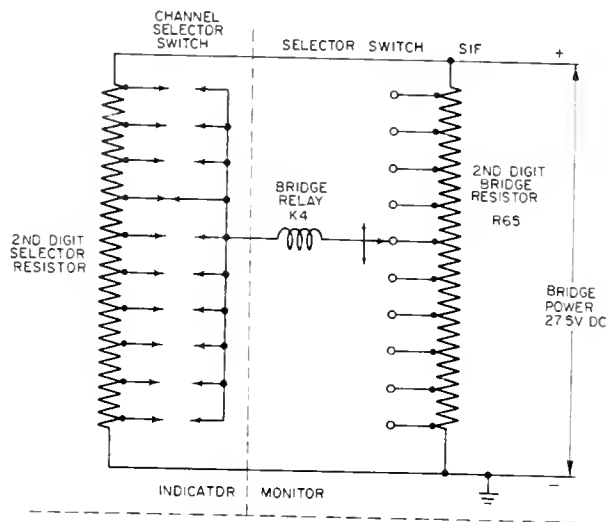 CHANNEL
SELECTOR
SWITCH
SELECTOR SWITCH S1F
+
BRIDGE
RELAY
K4
2ND DIGIT
BRIDGE
RESISTOR
R65
2ND DIGIT
SELECTOR
RESISTOR
BRIDGE
POWER
27.5V DC
INDICATOR
MONITOR
−